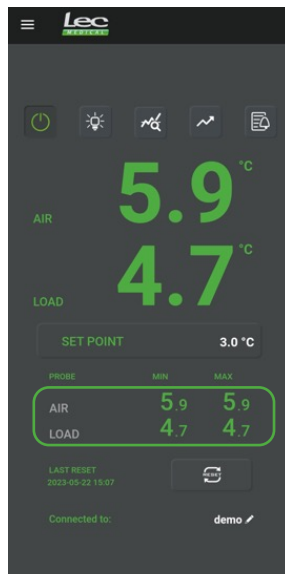 Lec
MEDICAL
5.9 °C
AIR
4.7 °C
LOAD
SET POINT 3.0 °C
PROBE MIN MAX
AIR 5.9 5.9
LOAD 4.7 4.7
LAST RESET
2023-05-22 15:07
RESET
Connected to: demo